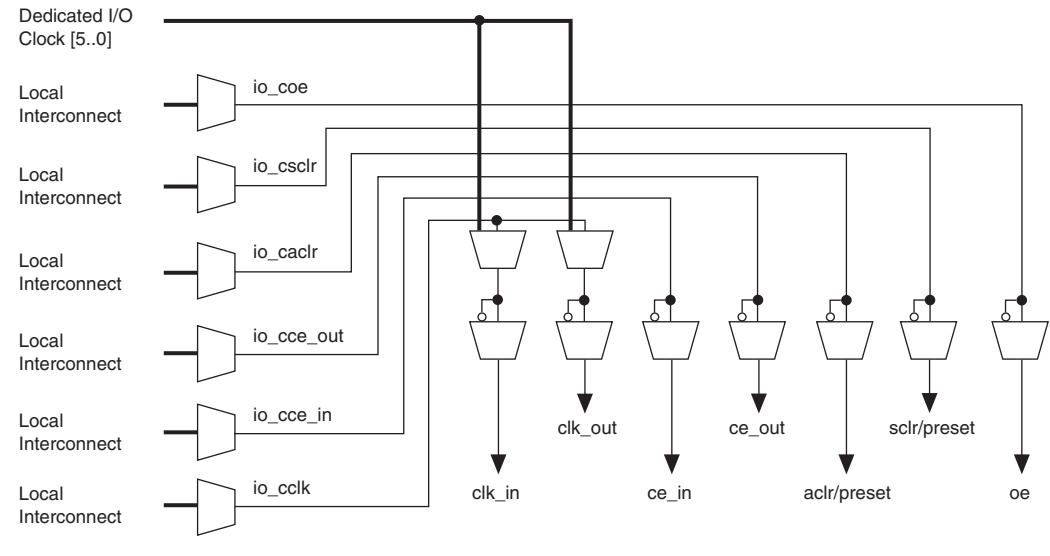 Dedicated I/O
Clock [5..0]
Local
Interconnect
io_coe
Local
Interconnect
io_csclr
Local
Interconnect
io_caclr
Local
Interconnect
io_cce_out
Local
Interconnect
io_cce_in
Local
Interconnect
io_cclk
clk_out
ce_out
sclr/preset
clk_in
ce_in
aclr/preset
oe